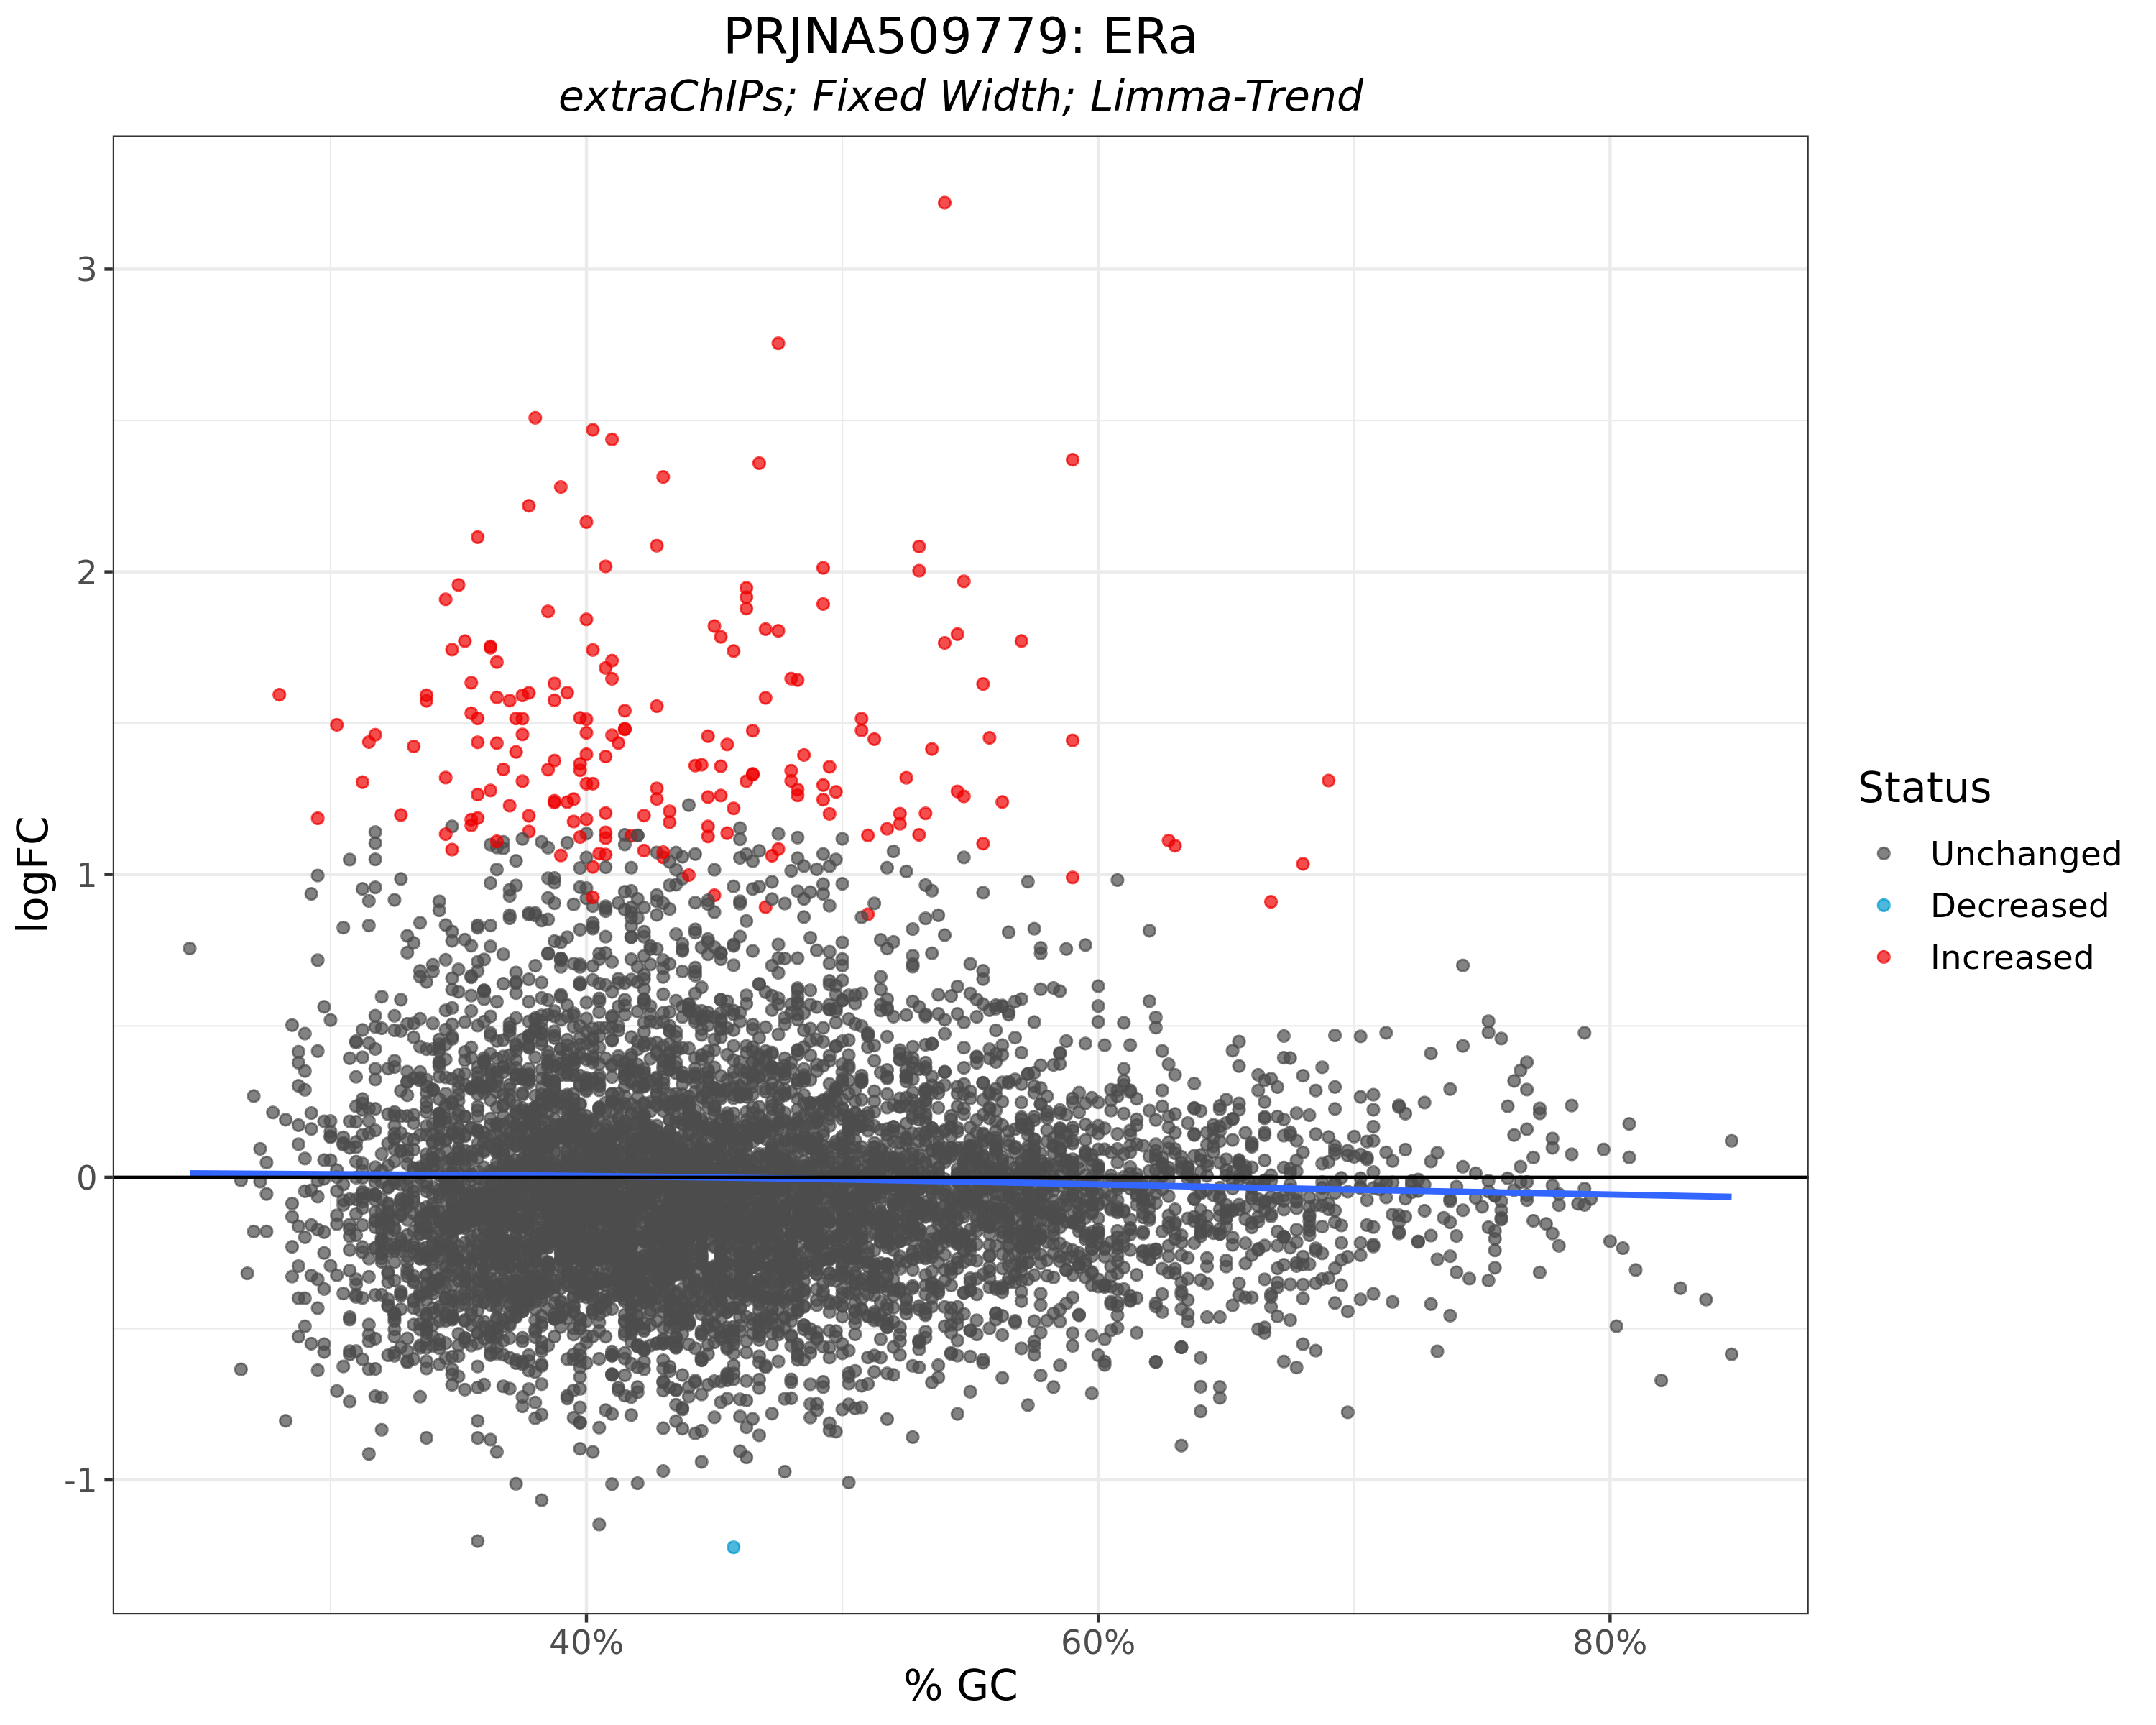 PRJNA509779: ERa
extraChIPs; Fixed Width; Limma-Trend
3
2
1
0
-1
logFC
40%
60%
80%
% GC
Status
Unchanged
Decreased
Increased